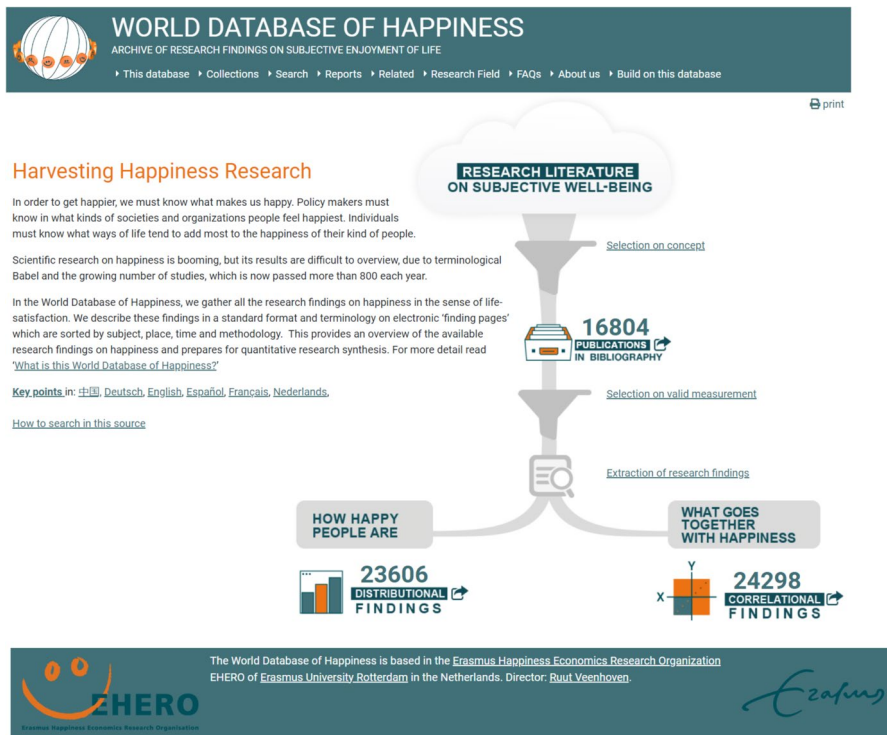 WORLD DATABASE OF HAPPINESS
ARCHIVE OF RESEARCH FINDINGS ON SUBJECTIVE ENJOYMENT OF LIFE
This database Collections Search Reports Related Research Field FAQs About us Build on this database
print
Harvesting Happiness Research
In order to get happier, we must know what makes us happy. Policy makers must
know in what kinds of societies and organizations people feel happiest. Individuals
must know what ways of life tend to add most to the happiness of their kind of people.
Scientific research on happiness is booming, but its results are difficult to overview, due to terminological
Babel and the growing number of studies, which is now passed more than 800 each year.
In the World Database of Happiness, we gather all the research findings on happiness in the sense of life-
satisfaction. We describe these findings in a standard format and terminology on electronic 'finding pages'
which are sorted by subject, place, time and methodology. This provides an overview of the available
research findings on happiness and prepares for quantitative research synthesis. For more detail read
'What is this World Database of Happiness?'
Key points in: 中国, Deutsch, English, Español, Français, Nederlands,
How to search in this source
RESEARCH LITERATURE
ON SUBJECTIVE WELL-BEING
Selection on concept
16804
PUBLICATIONS
IN BIBLIOGRAPHY
Selection on valid measurement
Extraction of research findings
HOW HAPPY
PEOPLE ARE
23606
DISTRIBUTIONAL
FINDINGS
WHAT GOES
TOGETHER
WITH HAPPINESS
Y
X
24298
CORRELATIONAL
FINDINGS
EHERO
Erasmus Happiness Economics Research Organisation
The World Database of Happiness is based in the Erasmus Happiness Economics Research Organization
EHERO of Erasmus University Rotterdam in the Netherlands. Director: Ruut Veenhoven.
Erafmus